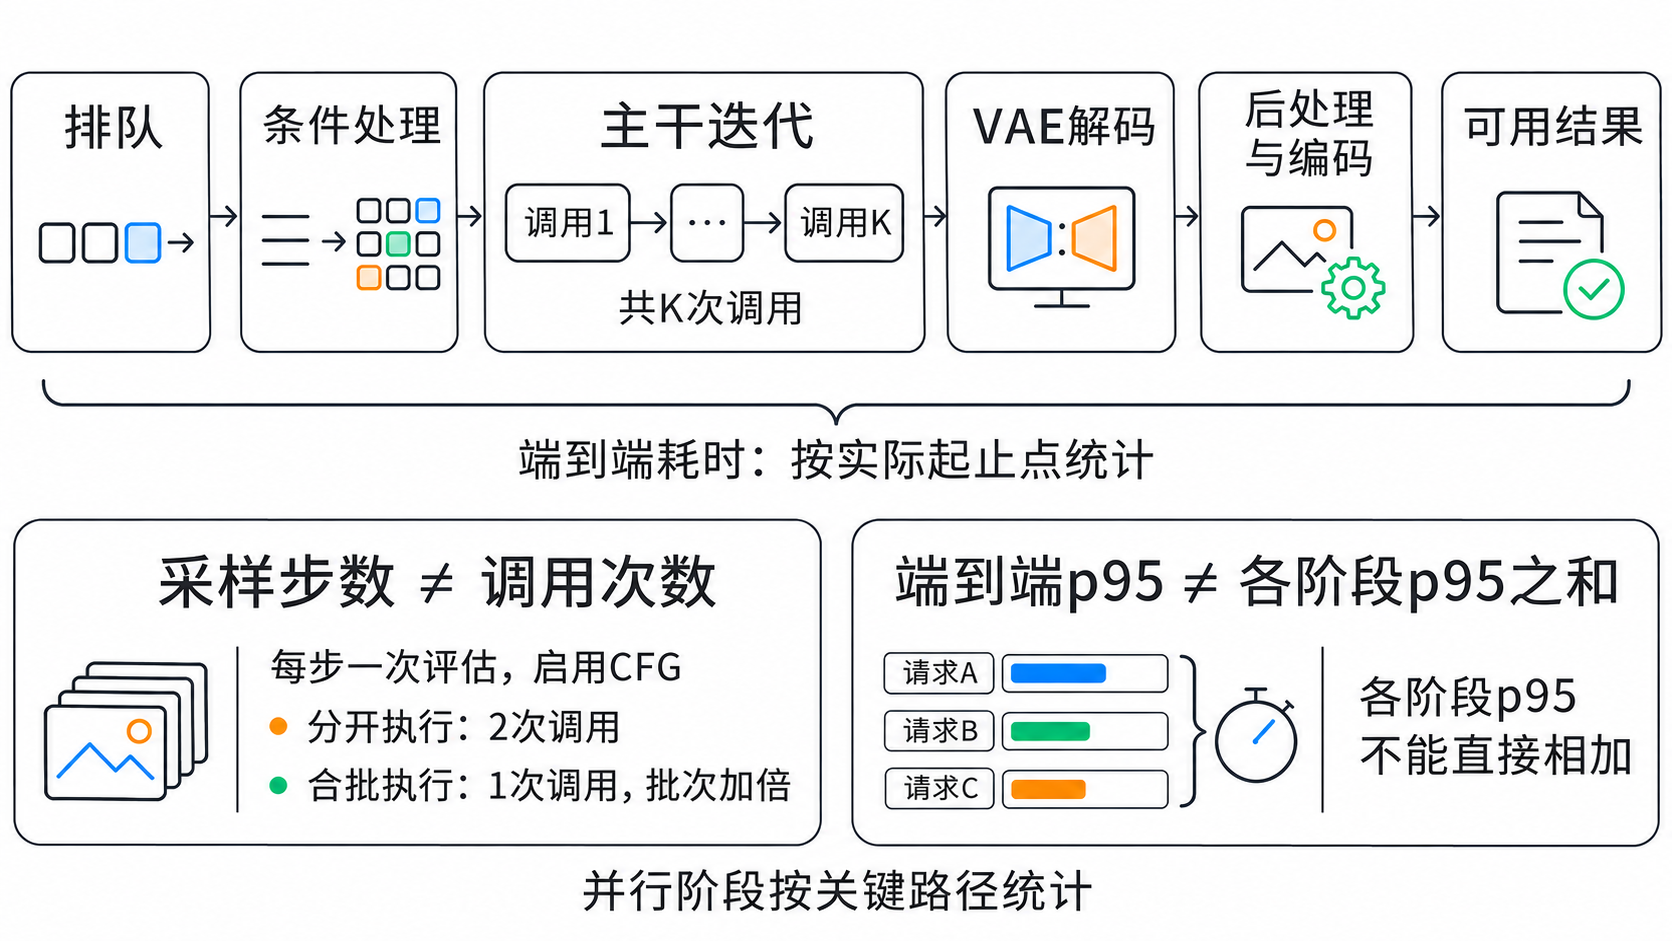 排队
条件处理
主干迭代
调用1
···
调用K
共K次调用
VAE解码
后处理
与编码
可用结果
端到端耗时：按实际起止点统计
采样步数 ≠ 调用次数
每步一次评估，启用CFG
分开执行：2次调用
合批执行：1次调用，批次加倍
端到端p95 ≠ 各阶段p95之和
请求A
请求B
请求C
各阶段p95
不能直接相加
并行阶段按关键路径统计